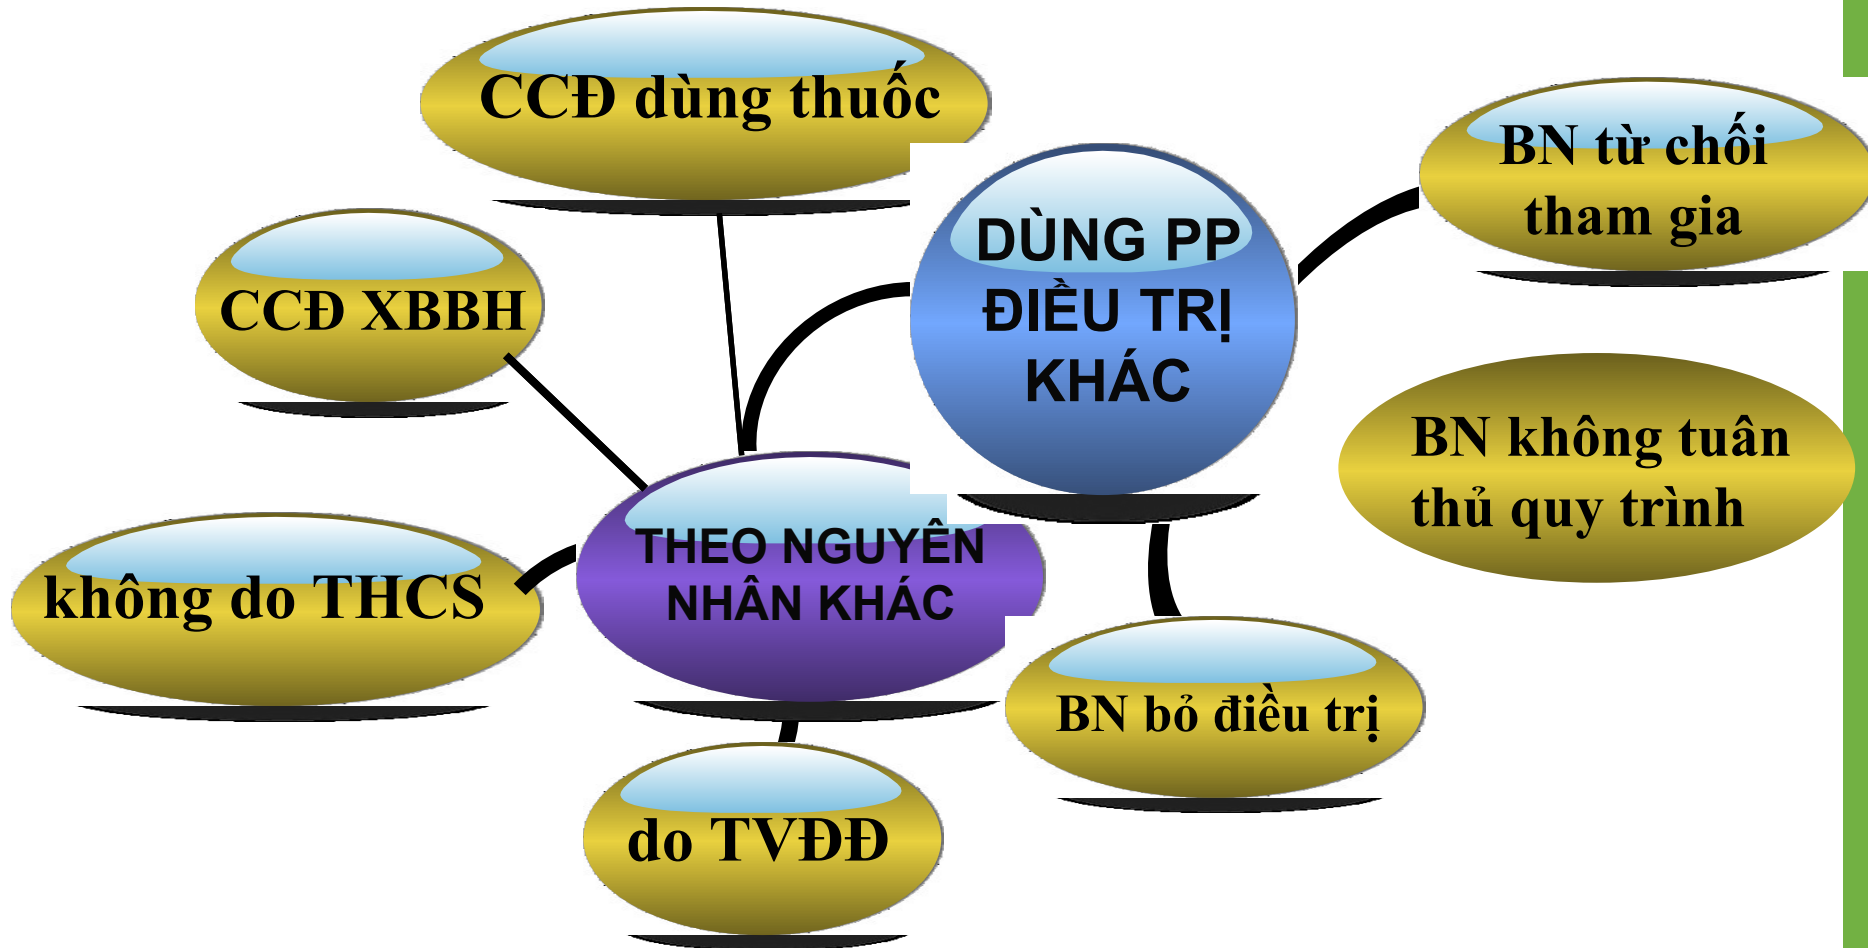 CCĐ dùng thuốc
BN từ chối
tham gia
DÙNG PP
ĐIỀU TRỊ
KHÁC
CCĐ XBBH
BN không tuân
thủ quy trình
THEO NGUYÊN
NHÂN KHÁC
không do THCS
BN bỏ điều trị
do TVĐĐ